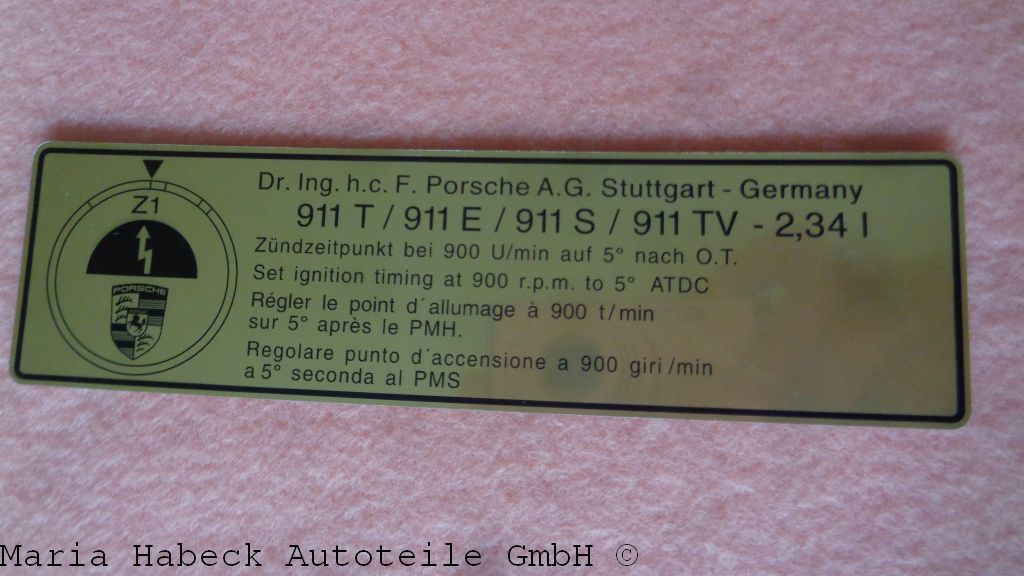 Dr. Ing. h.c. F. Porsche A.G. Stuttgart - Germany
911 T / 911 E / 911 S / 911 TV - 2,34 l
Zündzeitpunkt bei 900 U/min auf 5° nach O.T.
Set ignition timing at 900 r.p.m. to 5° ATDC
Régler le point d´allumage à 900 t/min
sur 5° après le PMH.
Regolare punto d´accensione a 900 giri/min
a 5° seconda al PMS
Z1
PORSCHE
Maria Habeck Autoteile GmbH ©